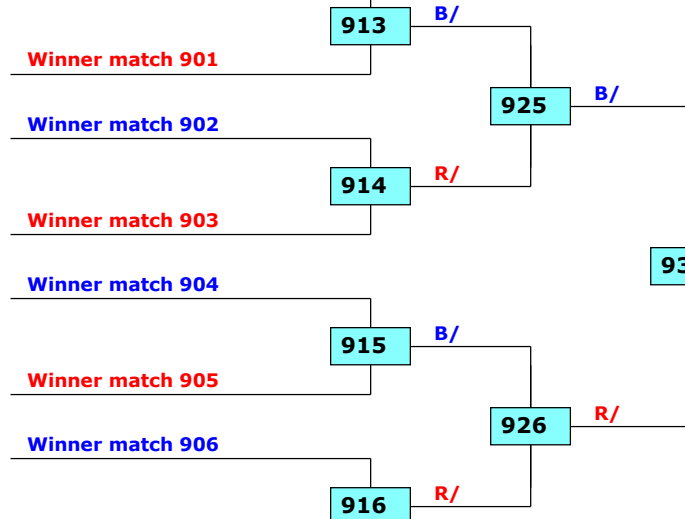 913 B/
Winner match 901
925 B/
Winner match 902
914 R/
Winner match 903
Winner match 904
915 B/
Winner match 905
926 R/
Winner match 906
916 R/